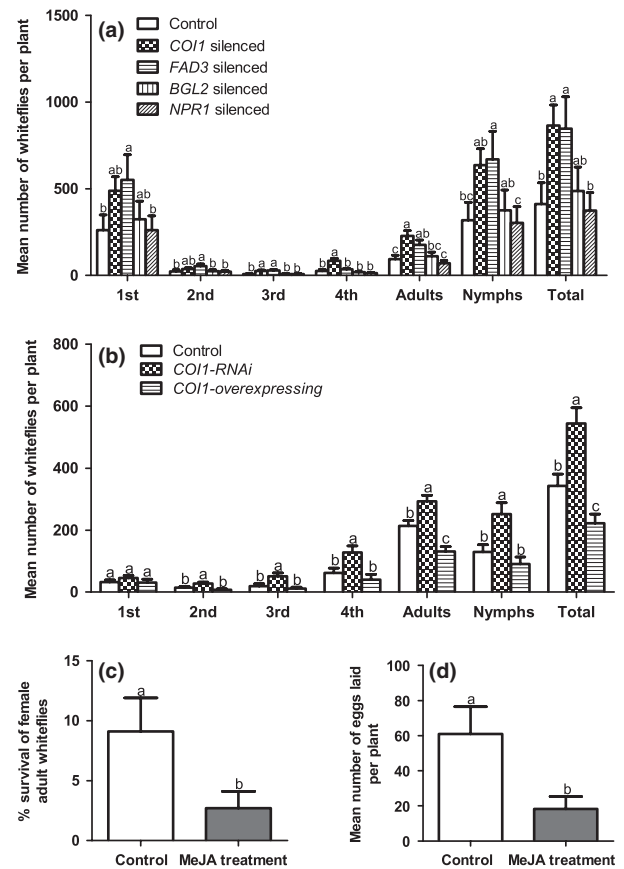 (a)
Mean number of whiteflies per plant
1500
1000
500
0
Control
COI1 silenced
FAD3 silenced
BGL2 silenced
NPR1 silenced
b ab a ab b
b ab a b b
b a a b b
b a b b b
c a ab bc c
bc ab a ab c
b a a ab b
1st 2nd 3rd 4th Adults Nymphs Total
(b)
Mean number of whiteflies per plant
800
600
400
200
0
Control
COI1-RNAi
COI1-overexpressing
a a a
b a b
b a b
b a b
b a c
b a b
b a c
1st 2nd 3rd 4th Adults Nymphs Total
(c)
% survival of female
adult whiteflies
15
10
5
0
a
b
Control MeJA treatment
(d)
Mean number of eggs laid
per plant
100
80
60
40
20
0
a
b
Control MeJA treatment